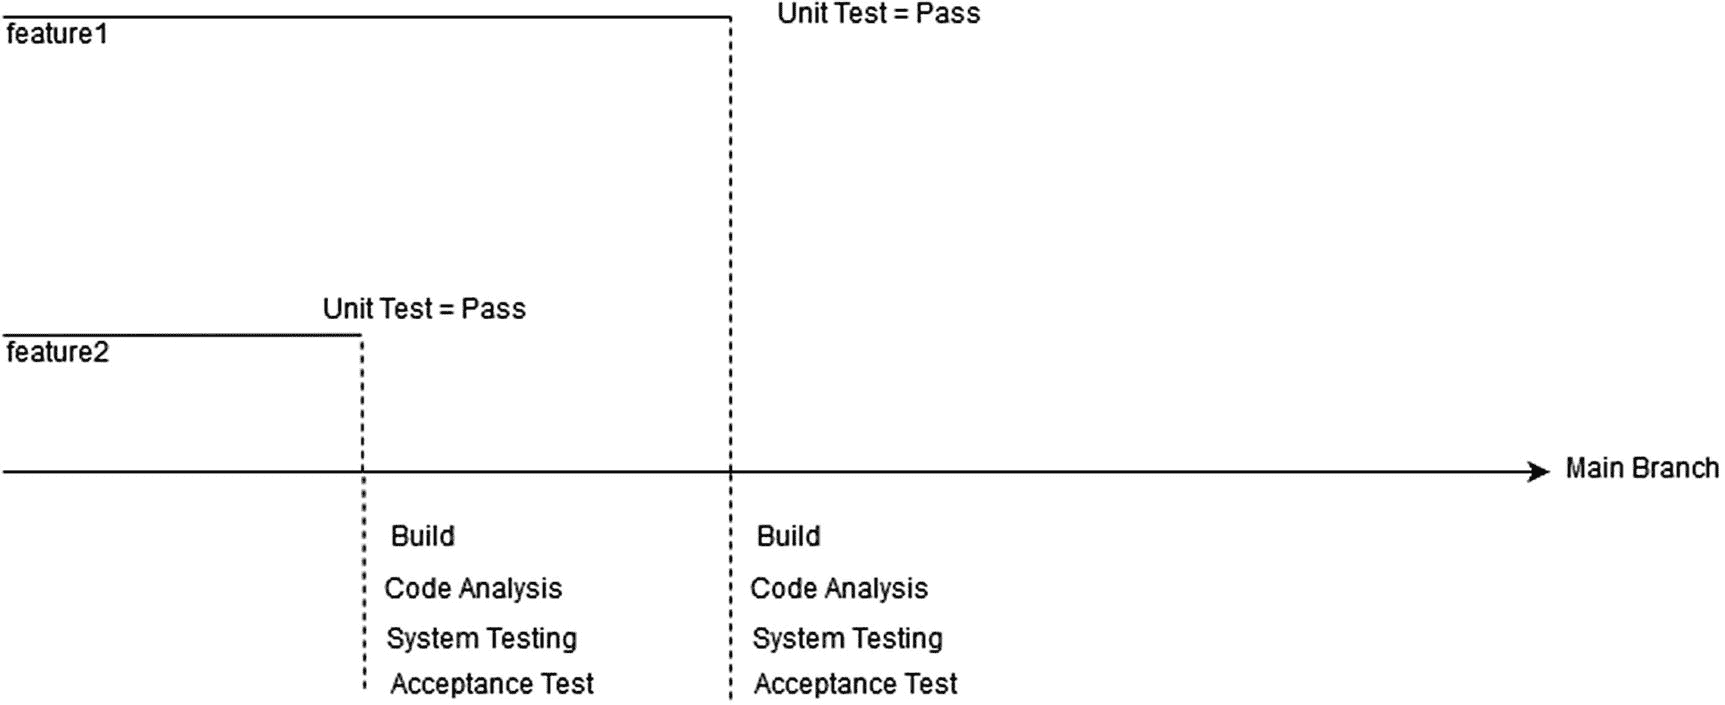 Unit Test = Pass
feature1
Unit Test = Pass
feature2
Main Branch
Build
Code Analysis
System Testing
Acceptance Test
Build
Code Analysis
System Testing
Acceptance Test